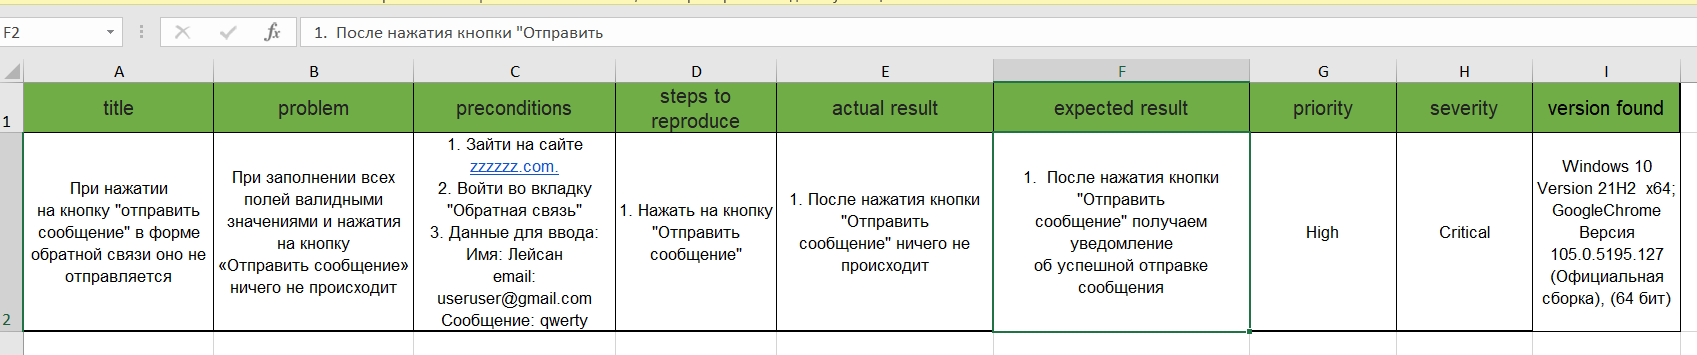 F2
fx
1. После нажатия кнопки "Отправить
A B C D E F G H I
1
title
problem
preconditions
steps to
reproduce
actual result
expected result
priority
severity
version found
2
При нажатии
на кнопку "отправить
сообщение" в форме
обратной связи оно не
отправляется
При заполнении всех
полей валидными
значениями и нажатия
на кнопку
«Отправить сообщение»
ничего не происходит
1. Зайти на сайте
zzzzzz.com.
2. Войти во вкладку
"Обратная связь"
3. Данные для ввода:
Имя: Лейсан
email:
useruser@gmail.com
Сообщение: qwerty
1. Нажать на кнопку
"Отправить
сообщение"
1. После нажатия кнопки
"Отправить
сообщение" ничего не
происходит
1. После нажатия кнопки
"Отправить
сообщение" получаем
уведомление
об успешной отправке
сообщения
High
Critical
Windows 10
Version 21H2 x64;
GoogleChrome
Версия
105.0.5195.127
(Официальная
сборка), (64 бит)